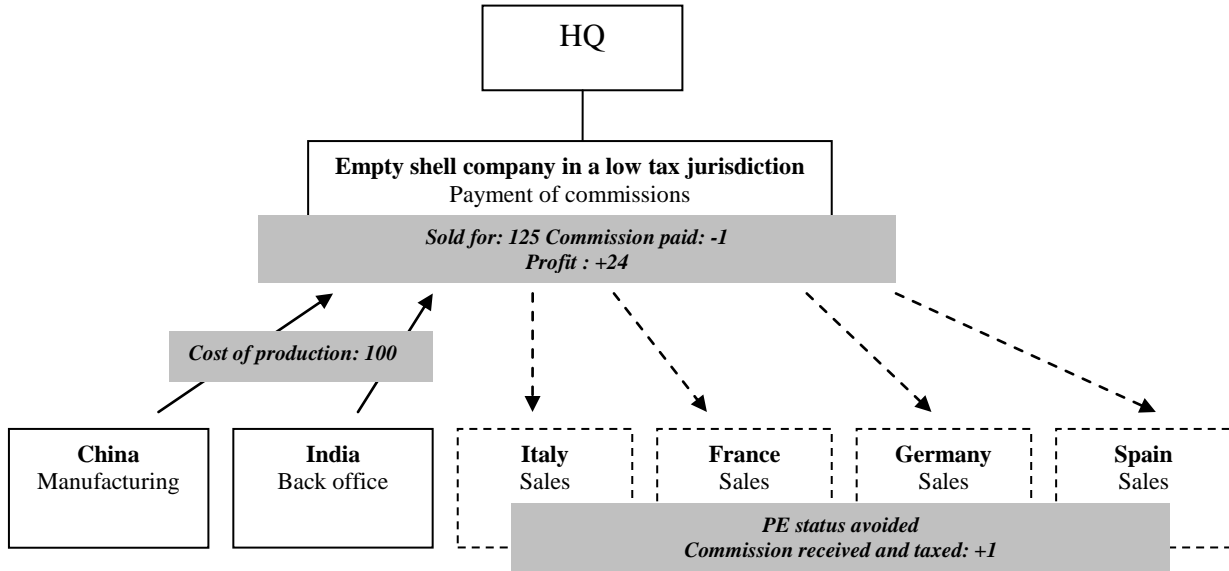 HQ
Empty shell company in a low tax jurisdiction
Payment of commissions
Sold for: 125 Commission paid: -1
Profit : +24
Cost of production: 100
China
Manufacturing
India
Back office
Italy
Sales
France
Sales
Germany
Sales
Spain
Sales
PE status avoided
Commission received and taxed: +1